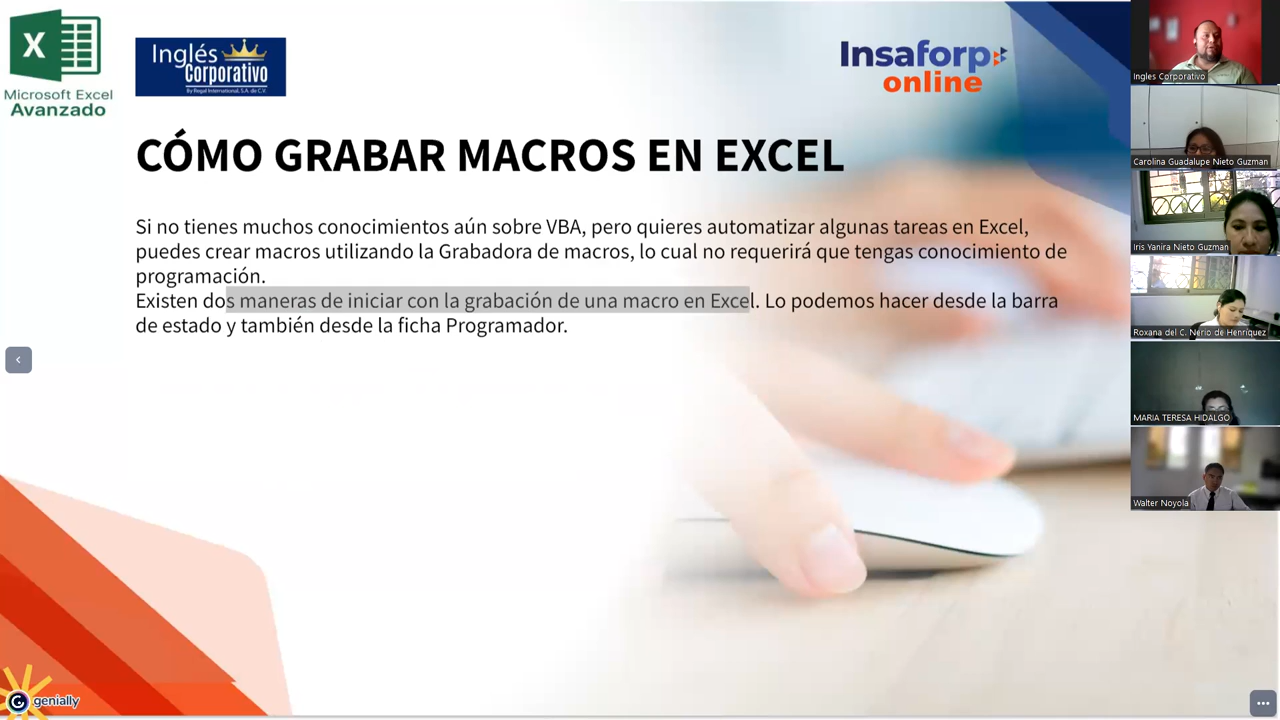 Microsoft Excel
Avanzado
Inglés
Corporativo
By Regal International, S.A. de C.V.
Insaforp
online
CÓMO GRABAR MACROS EN EXCEL
Si no tienes muchos conocimientos aún sobre VBA, pero quieres automatizar algunas tareas en Excel,
puedes crear macros utilizando la Grabadora de macros, lo cual no requerirá que tengas conocimiento de
programación.
Existen dos maneras de iniciar con la grabación de una macro en Excel. Lo podemos hacer desde la barra
de estado y también desde la ficha Programador.
genially
Ingles Corporativo
Carolina Guadalupe Nieto Guzman
Iris Yanira Nieto Guzman
Roxana del C. Nerio de Henriquez
MARIA TERESA HIDALGO
Walter Noyola